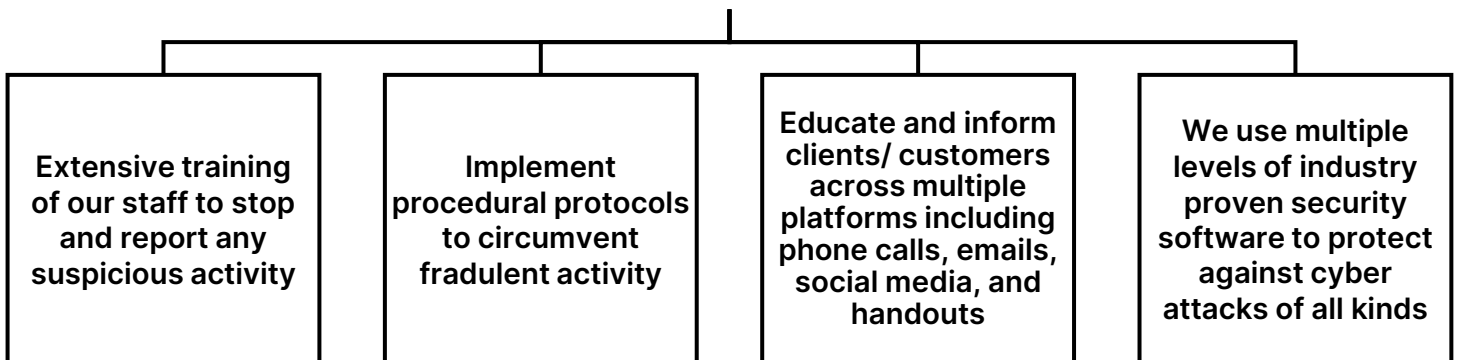 Extensive training
of our staff to stop
and report any
suspicious activity
Implement
procedural protocols
to circumvent
fradulent activity
Educate and inform
clients/ customers
across multiple
platforms including
phone calls, emails,
social media, and
handouts
We use multiple
levels of industry
proven security
software to protect
against cyber
attacks of all kinds